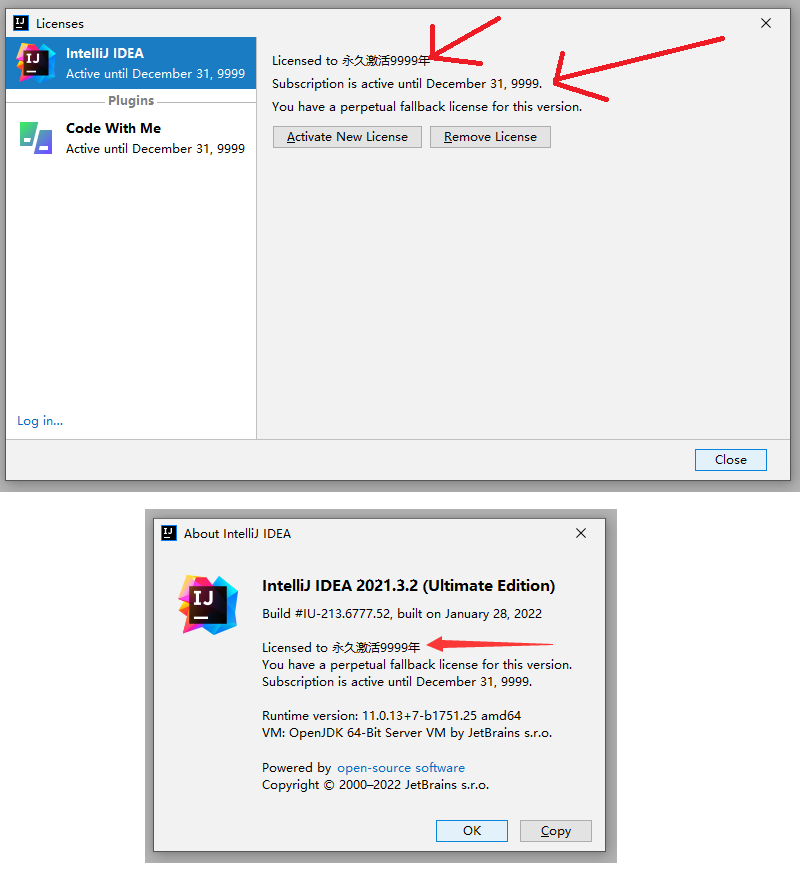 Licenses
IntelliJ IDEA
Active until December 31, 9999
Plugins
Code With Me
Active until December 31, 9999
Log in...
Licensed to 永久激活9999年
Subscription is active until December 31, 9999.
You have a perpetual fallback license for this version.
Activate New License
Remove License
Close
About IntelliJ IDEA
IntelliJ IDEA 2021.3.2 (Ultimate Edition)
Build #IU-213.6777.52, built on January 28, 2022
Licensed to 永久激活9999年
You have a perpetual fallback license for this version.
Subscription is active until December 31, 9999.
Runtime version: 11.0.13+7-b1751.25 amd64
VM: OpenJDK 64-Bit Server VM by JetBrains s.r.o.
Powered by open-source software
Copyright © 2000–2022 JetBrains s.r.o.
OK
Copy